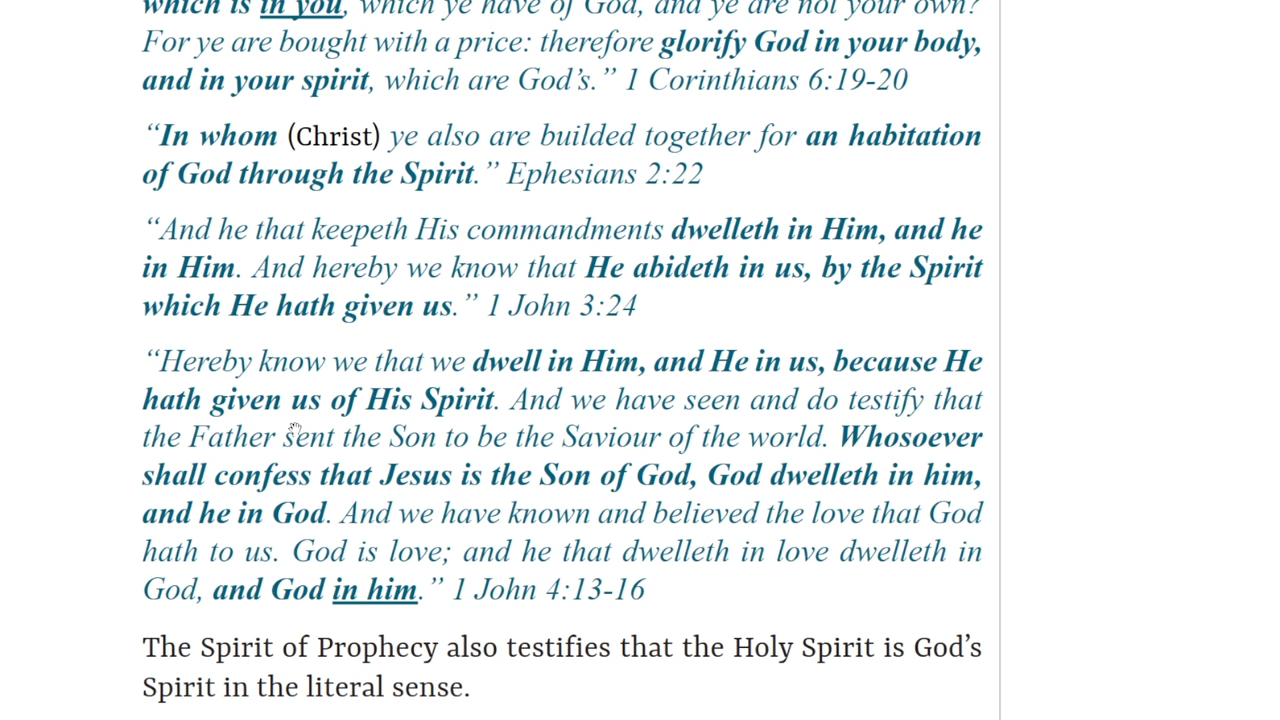 which is in you, which ye have of God, and ye are not your own?
For ye are bought with a price: therefore glorify God in your body,
and in your spirit, which are God’s.” 1 Corinthians 6:19-20
“In whom (Christ) ye also are builded together for an habitation
of God through the Spirit.” Ephesians 2:22
“And he that keepeth His commandments dwelleth in Him, and he
in Him. And hereby we know that He abideth in us, by the Spirit
which He hath given us.” 1 John 3:24
“Hereby know we that we dwell in Him, and He in us, because He
hath given us of His Spirit. And we have seen and do testify that
the Father sent the Son to be the Saviour of the world. Whosoever
shall confess that Jesus is the Son of God, God dwelleth in him,
and he in God. And we have known and believed the love that God
hath to us. God is love; and he that dwelleth in love dwelleth in
God, and God in him.” 1 John 4:13-16
The Spirit of Prophecy also testifies that the Holy Spirit is God’s
Spirit in the literal sense.